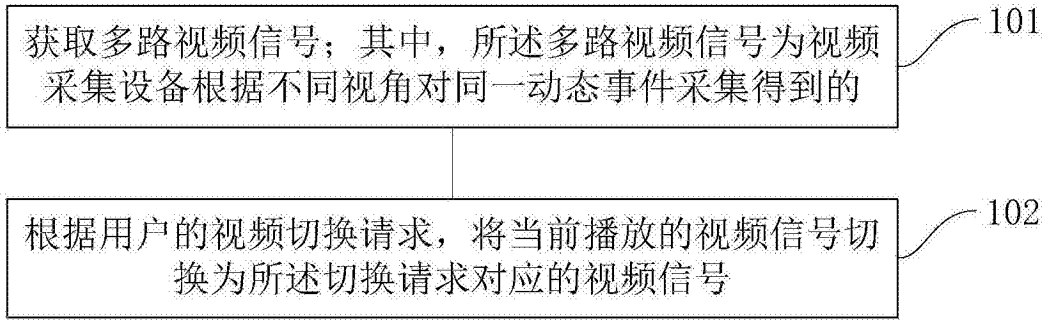 获取多路视频信号；其中，所述多路视频信号为视频
采集设备根据不同视角对同一动态事件采集得到的
101
根据用户的视频切换请求，将当前播放的视频信号切
换为所述切换请求对应的视频信号
102